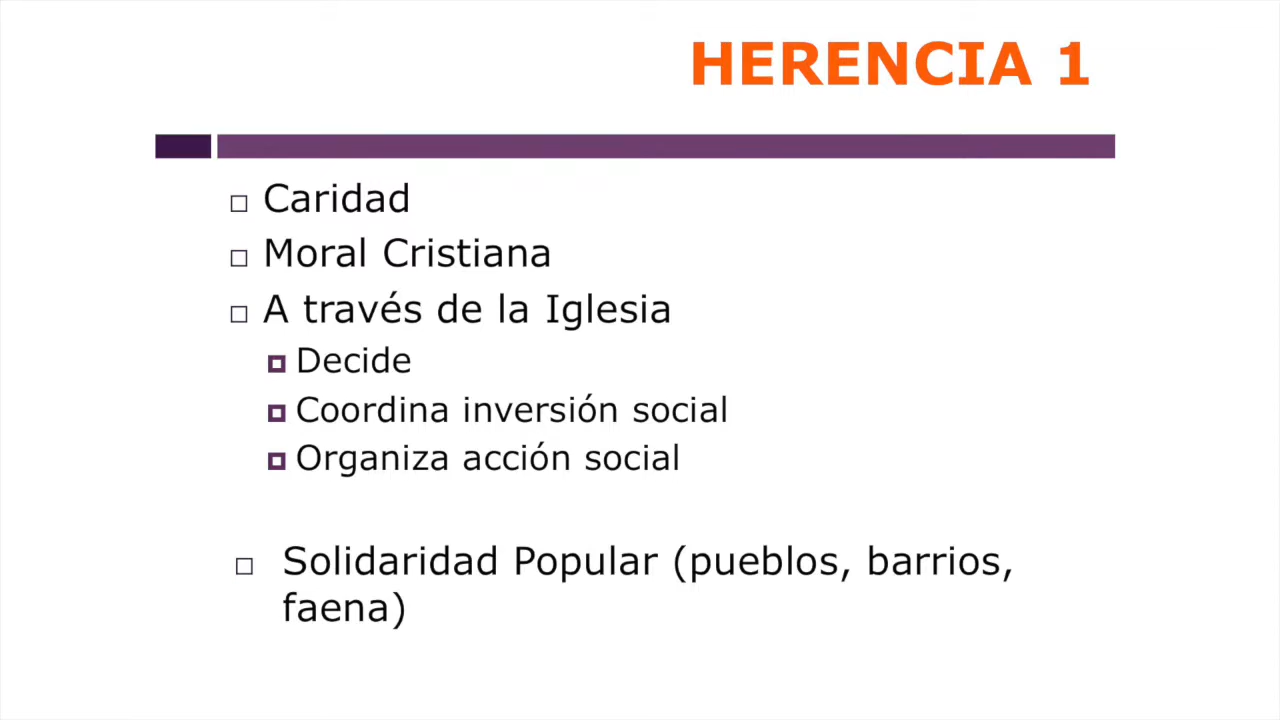 HERENCIA 1
Caridad
Moral Cristiana
A través de la Iglesia
Decide
Coordina inversión social
Organiza acción social
Solidaridad Popular (pueblos, barrios,
faena)